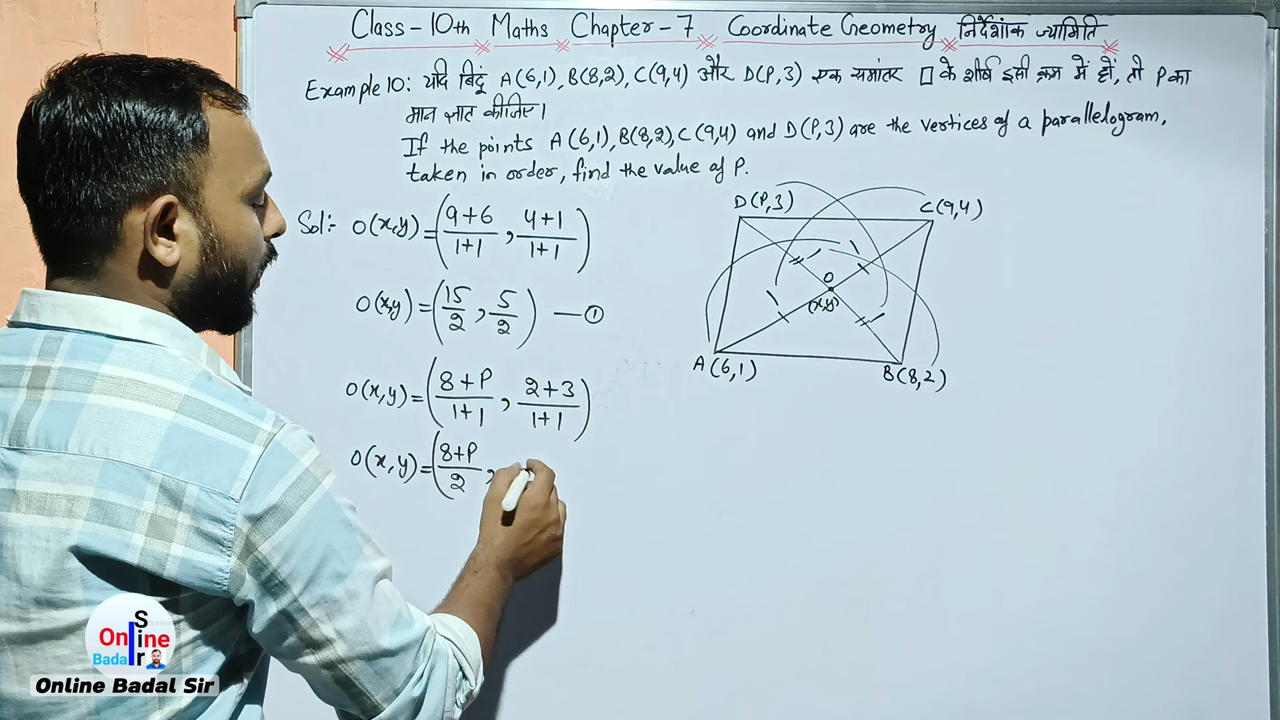 Class-10th Maths Chapter-7 Coordinate Geometry निर्देशांक ज्यामिति
Example 10: यदि बिंदु A(6,1), B(8,2), C(9,4) और D(P,3) एक समांतर □ के शीर्ष इसी क्रम में हों, तो P का
मान ज्ञात कीजिए।
If the points A(6,1), B(8,2), C(9,4) and D(P,3) are the vertices of a parallelogram,
taken in order, find the value of P.
Sol:- O(x,y)=(9+6/1+1, 4+1/1+1)
O(x,y)=(15/2, 5/2) —①
O(x,y)=(8+P/1+1, 2+3/1+1)
O(x,y)=(8+P/2,
D(P,3)
C(9,4)
O
(x,y)
A(6,1)
B(8,2)
Sir
Online
Badal
Online Badal Sir